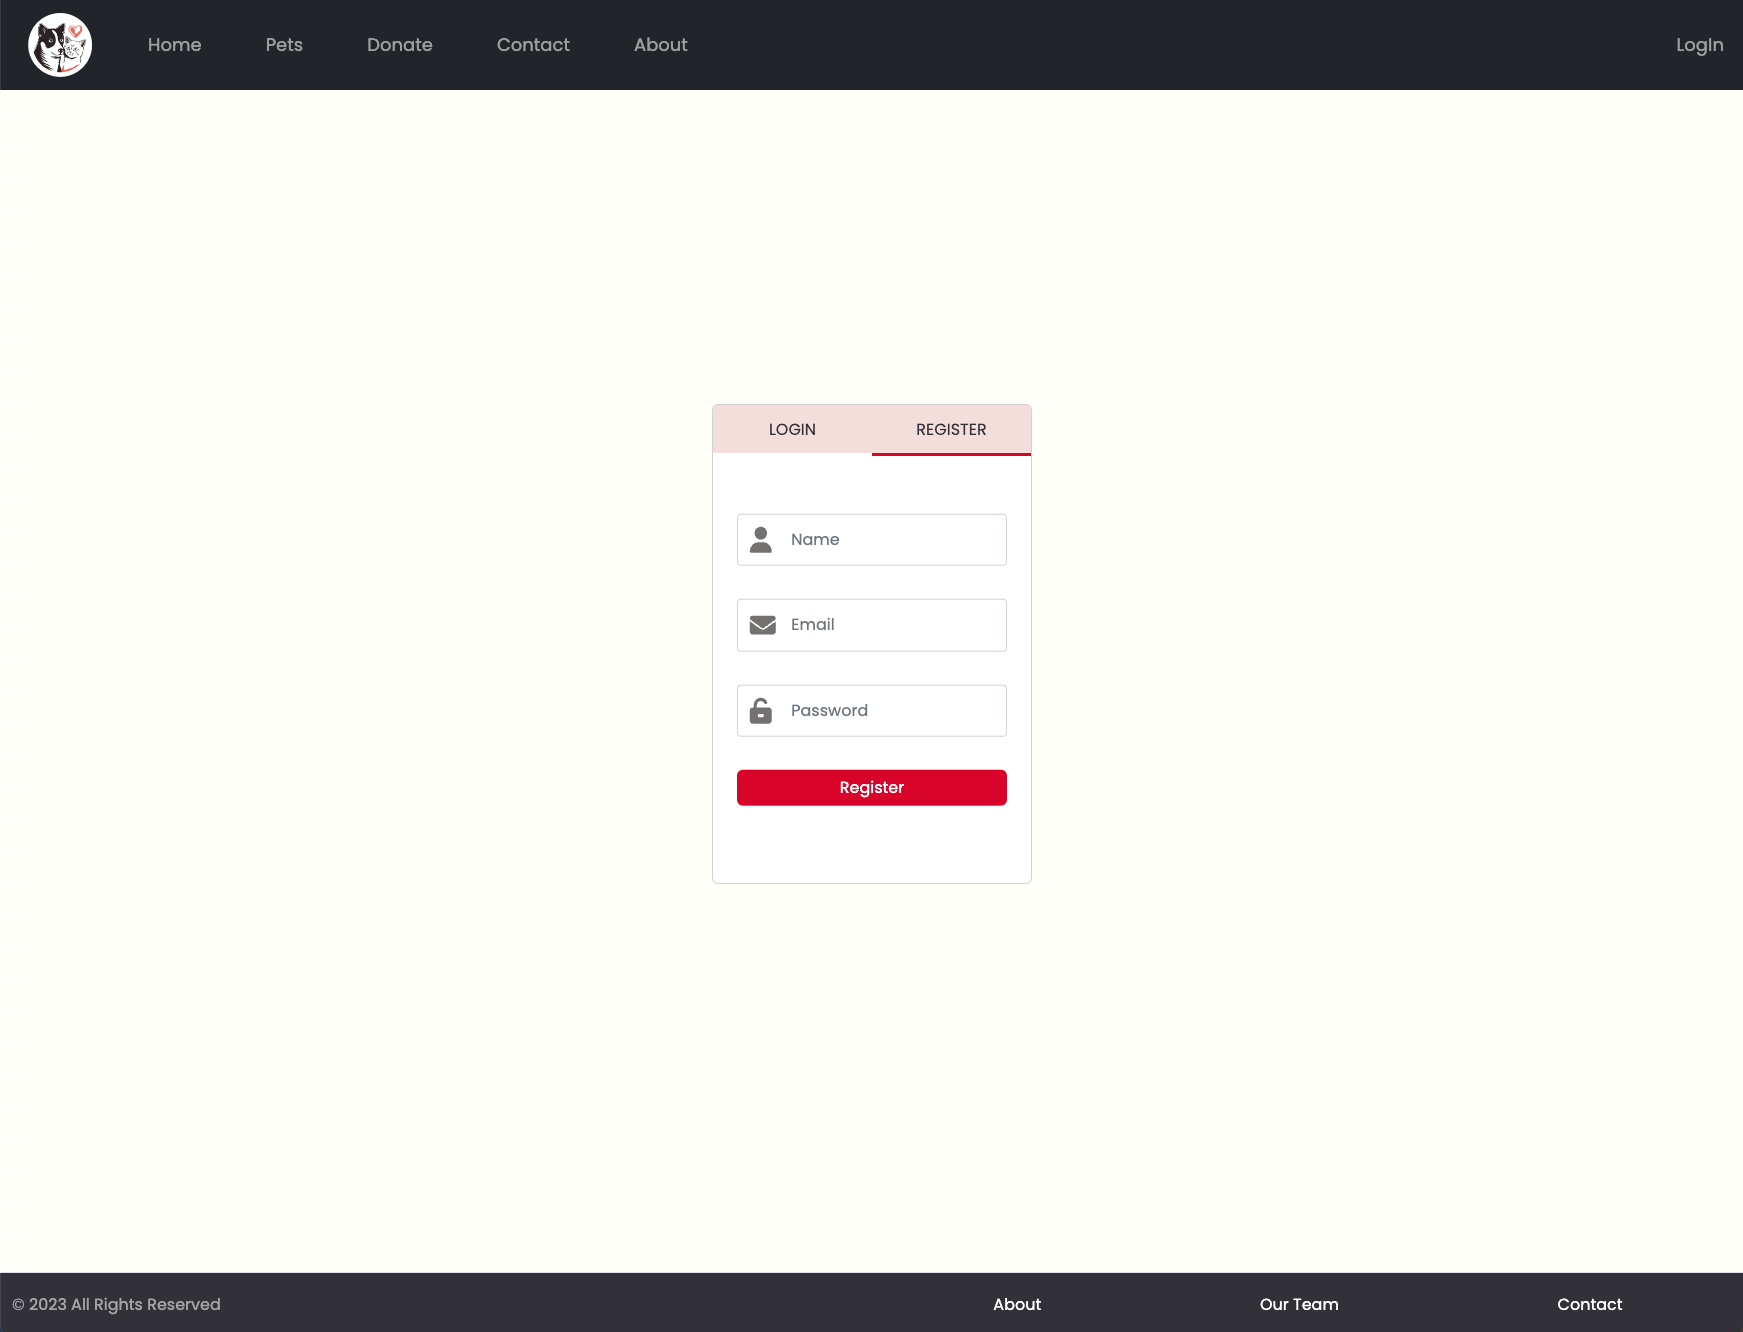 Home Pets Donate Contact About LogIn
LOGIN REGISTER
Name
Email
Password
Register
© 2023 All Rights Reserved About Our Team Contact